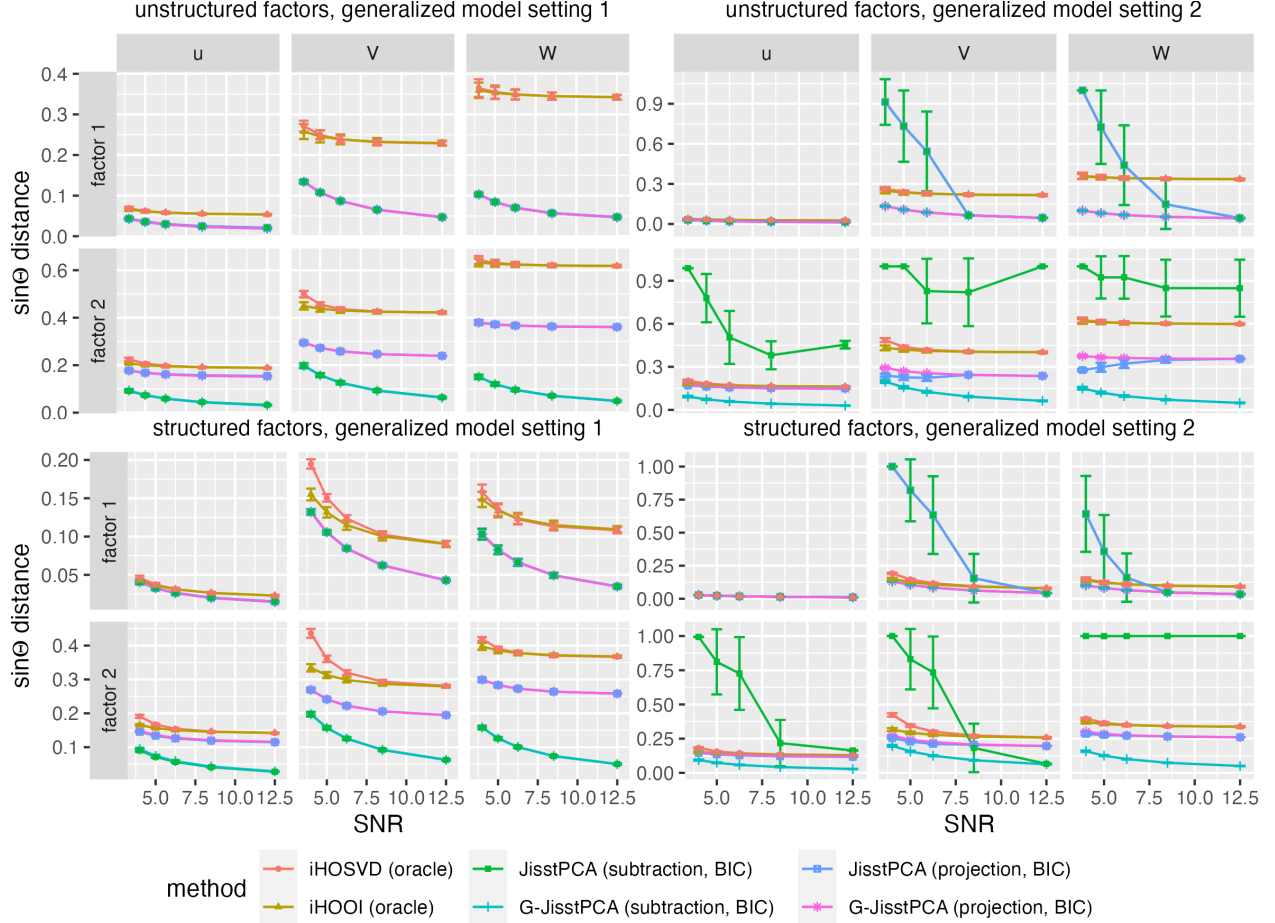 unstructured factors, generalized model setting 1
unstructured factors, generalized model setting 2
u V W
u V W
sinΘ distance
factor 1
0.4
0.3
0.2
0.1
0.0
0.9
0.6
0.3
0.0
factor 2
0.6
0.4
0.2
0.0
0.9
0.6
0.3
0.0
structured factors, generalized model setting 1
structured factors, generalized model setting 2
sinΘ distance
factor 1
0.20
0.15
0.10
0.05
1.00
0.75
0.50
0.25
0.00
factor 2
0.4
0.3
0.2
0.1
1.00
0.75
0.50
0.25
0.00
5.0 7.5 10.0 12.5 5.0 7.5 10.0 12.5 5.0 7.5 10.0 12.5
5.0 7.5 10.0 12.5 5.0 7.5 10.0 12.5 5.0 7.5 10.0 12.5
SNR
SNR
method
iHOSVD (oracle)
JisstPCA (subtraction, BIC)
JisstPCA (projection, BIC)
iHOOI (oracle)
G-JisstPCA (subtraction, BIC)
G-JisstPCA (projection, BIC)